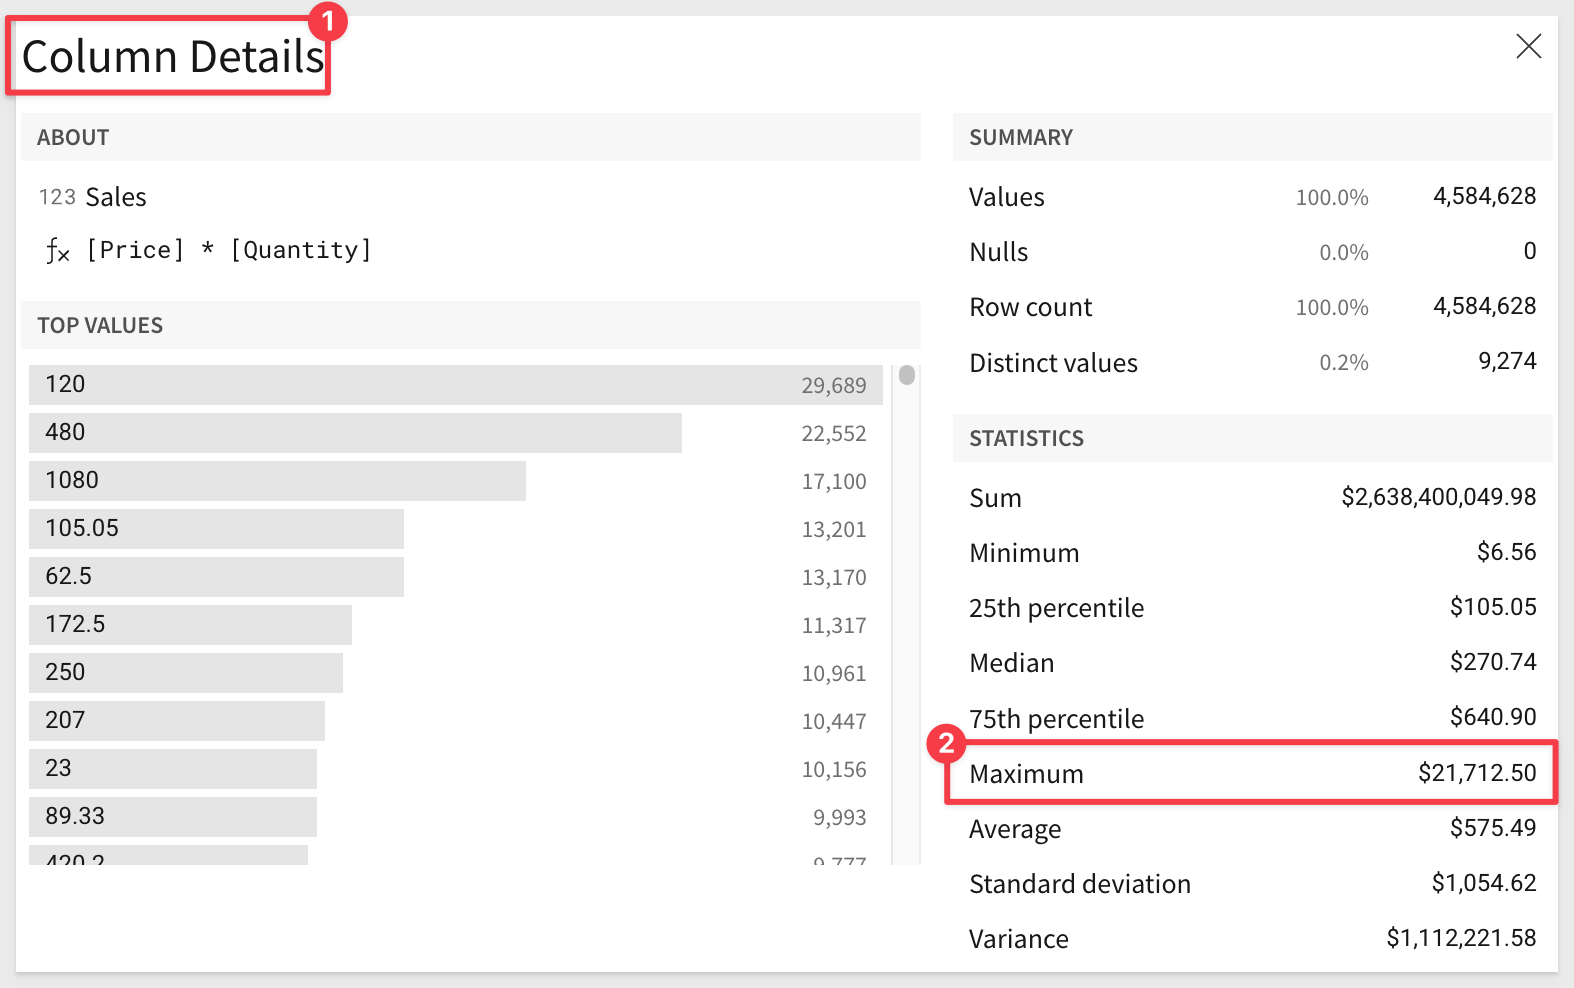 1
Column Details
ABOUT
123 Sales
fx [Price] * [Quantity]
TOP VALUES
120 29,689
480 22,552
1080 17,100
105.05 13,201
62.5 13,170
172.5 11,317
250 10,961
207 10,447
23 10,156
89.33 9,993
420.2 9,777
SUMMARY
Values 100.0% 4,584,628
Nulls 0.0% 0
Row count 100.0% 4,584,628
Distinct values 0.2% 9,274
STATISTICS
Sum $2,638,400,049.98
Minimum $6.56
25th percentile $105.05
Median $270.74
75th percentile $640.90
2
Maximum $21,712.50
Average $575.49
Standard deviation $1,054.62
Variance $1,112,221.58